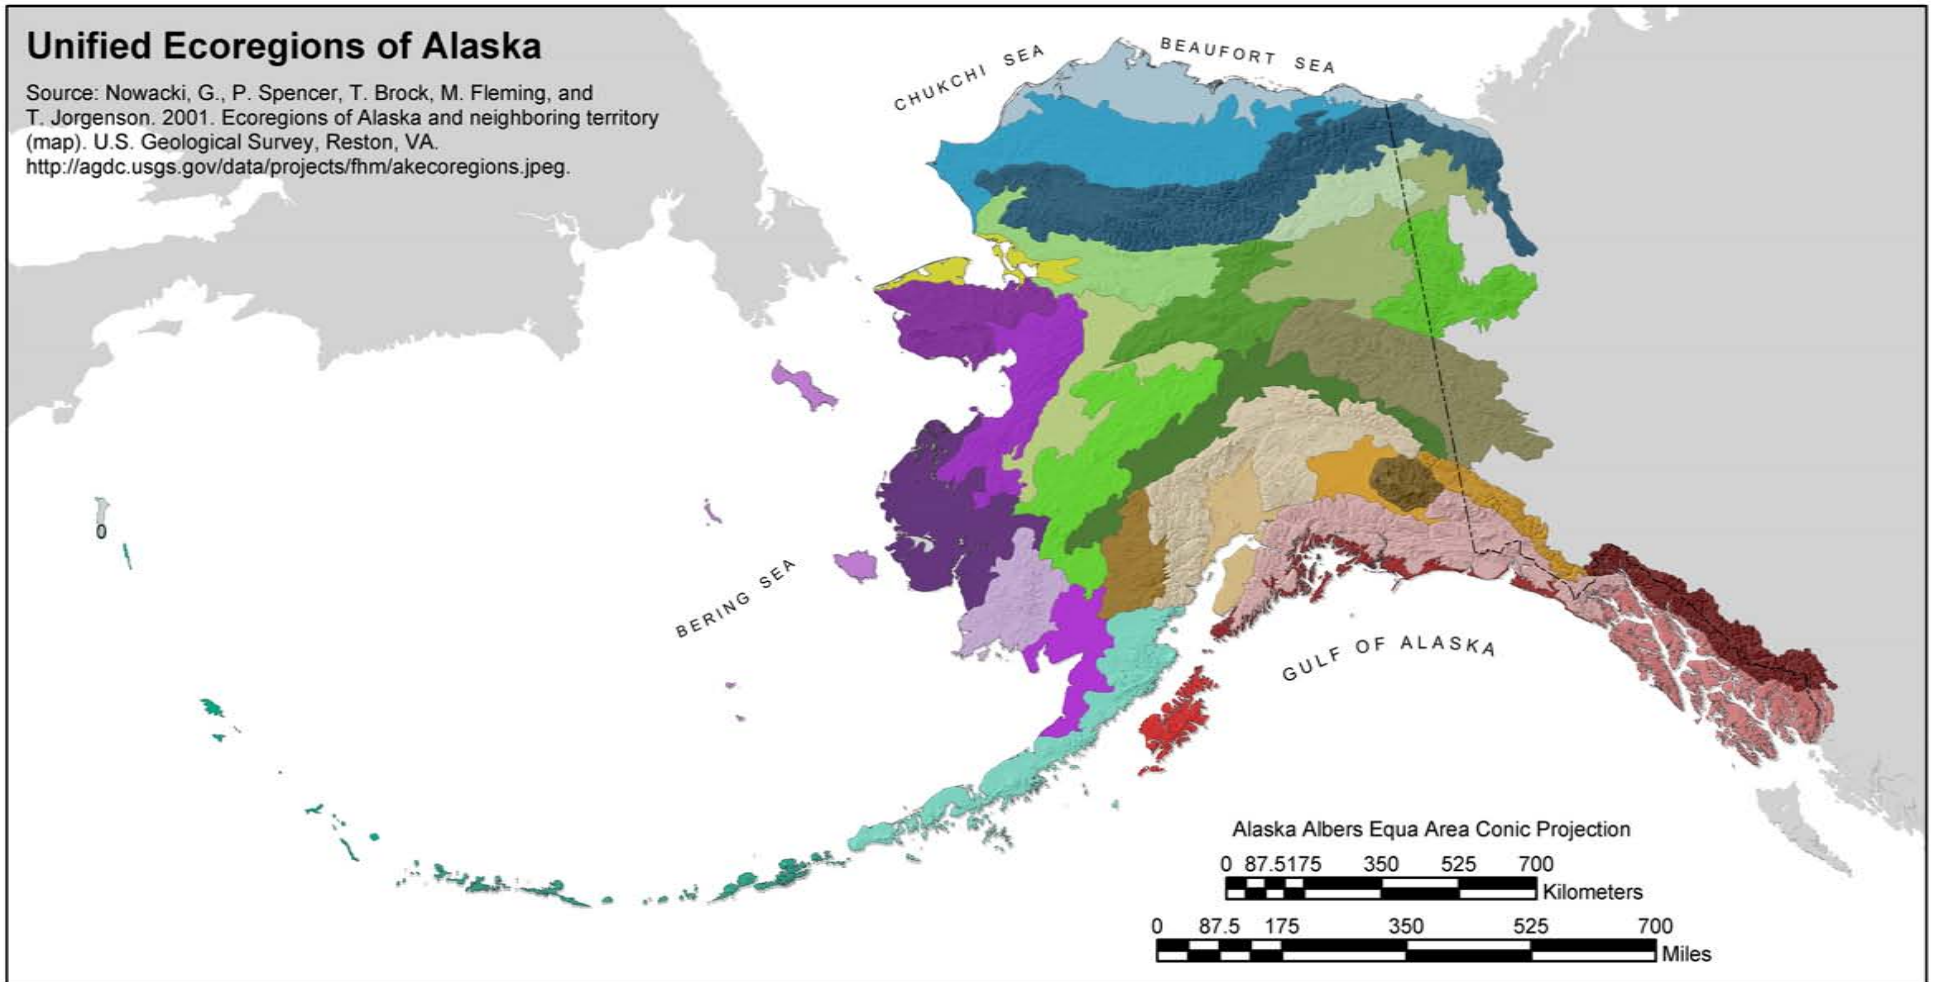 Unified Ecoregions of Alaska
Source: Nowacki, G., P. Spencer, T. Brock, M. Fleming, and
T. Jorgenson. 2001. Ecoregions of Alaska and neighboring territory
(map). U.S. Geological Survey, Reston, VA.
http://agdc.usgs.gov/data/projects/fhm/akecoregions.jpeg.
CHUKCHI SEA
BEAUFORT SEA
BERING SEA
GULF OF ALASKA
Alaska Albers Equa Area Conic Projection
0 87.5175 350 525 700
Kilometers
0 87.5 175 350 525 700
Miles